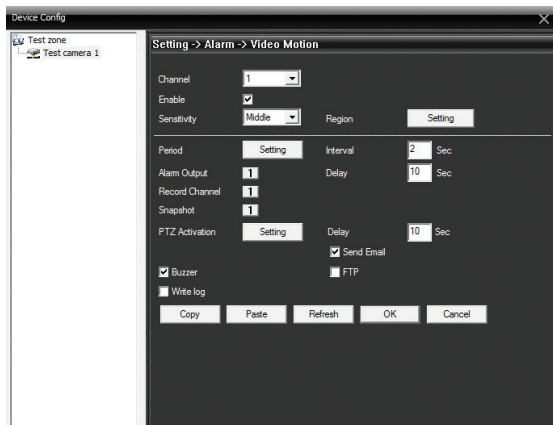 Device Config
Test zone
Test camera 1
Setting -> Alarm -> Video Motion
Channel 1
Enable
Sensitivity Middle Region Setting
Period Setting Interval 2 Sec
Alarm Output 1 Delay 10 Sec
Record Channel 1
Snapshot 1
PTZ Activation Setting Delay 10 Sec
Send Email
Buzzer FTP
Write log
Copy Paste Refresh OK Cancel